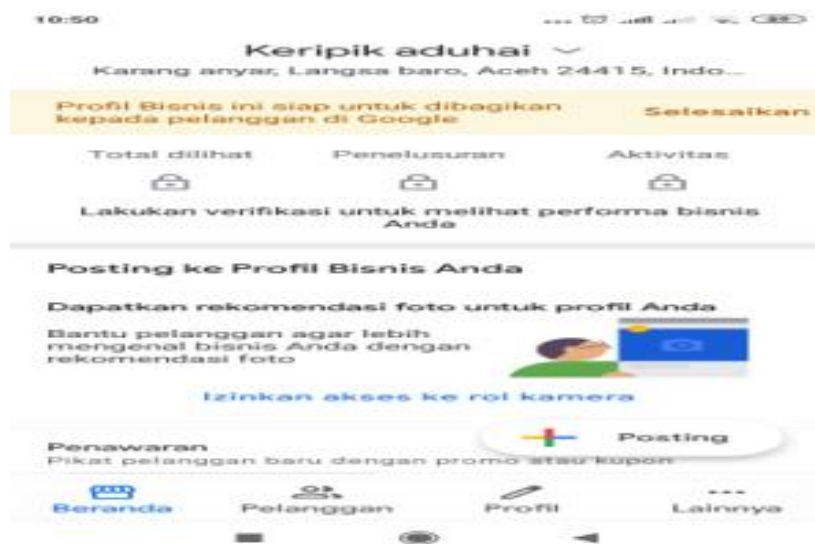 10:50
Keripik aduhai
Karang anyar, Langsa baro, Aceh 24415, Indo...
Profil Bisnis ini siap untuk dibagikan
kepada pelanggan di Google
Selesaikan
Total dilihat Penelusuran Aktivitas
Lakukan verifikasi untuk melihat performa bisnis
Anda
Posting ke Profil Bisnis Anda
Dapatkan rekomendasi foto untuk profil Anda
Bantu pelanggan agar lebih
mengenal bisnis Anda dengan
rekomendasi foto
Izinkan akses ke rol kamera
Posting
Penawaran
Pikat pelanggan baru dengan promo atau kupon
Beranda Pelanggan Profil Lainnya